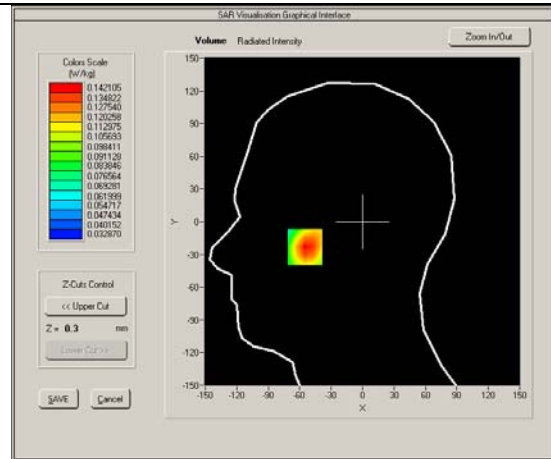 SAR Visualisation Graphical Interface
Volume Radiated Intensity
Zoom In/Out
Colors Scale
(W/kg)
0.142105
0.134822
0.127540
0.120258
0.112975
0.105693
0.098411
0.091128
0.083846
0.076564
0.069281
0.061999
0.054717
0.047434
0.040152
0.032870
Z-Cuts Control
<< Upper Cut
Z = 0.3 mm
Lower Cut >>
SAVE Cancel
150
120
90
60
30
0
-30
-60
-90
-120
-150
Y
-150 -120 -90 -60 -30 0 30 60 90 120 150
X